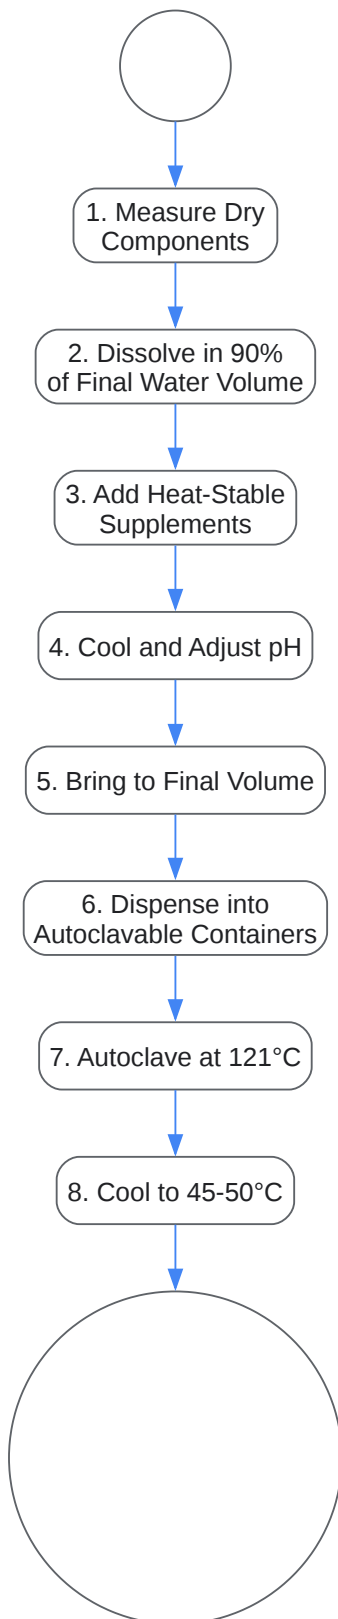 1. Measure Dry
Components
2. Dissolve in 90%
of Final Water Volume
3. Add Heat-Stable
Supplements
4. Cool and Adjust pH
5. Bring to Final Volume
6. Dispense into
Autoclavable Containers
7. Autoclave at 121°C
8. Cool to 45-50°C